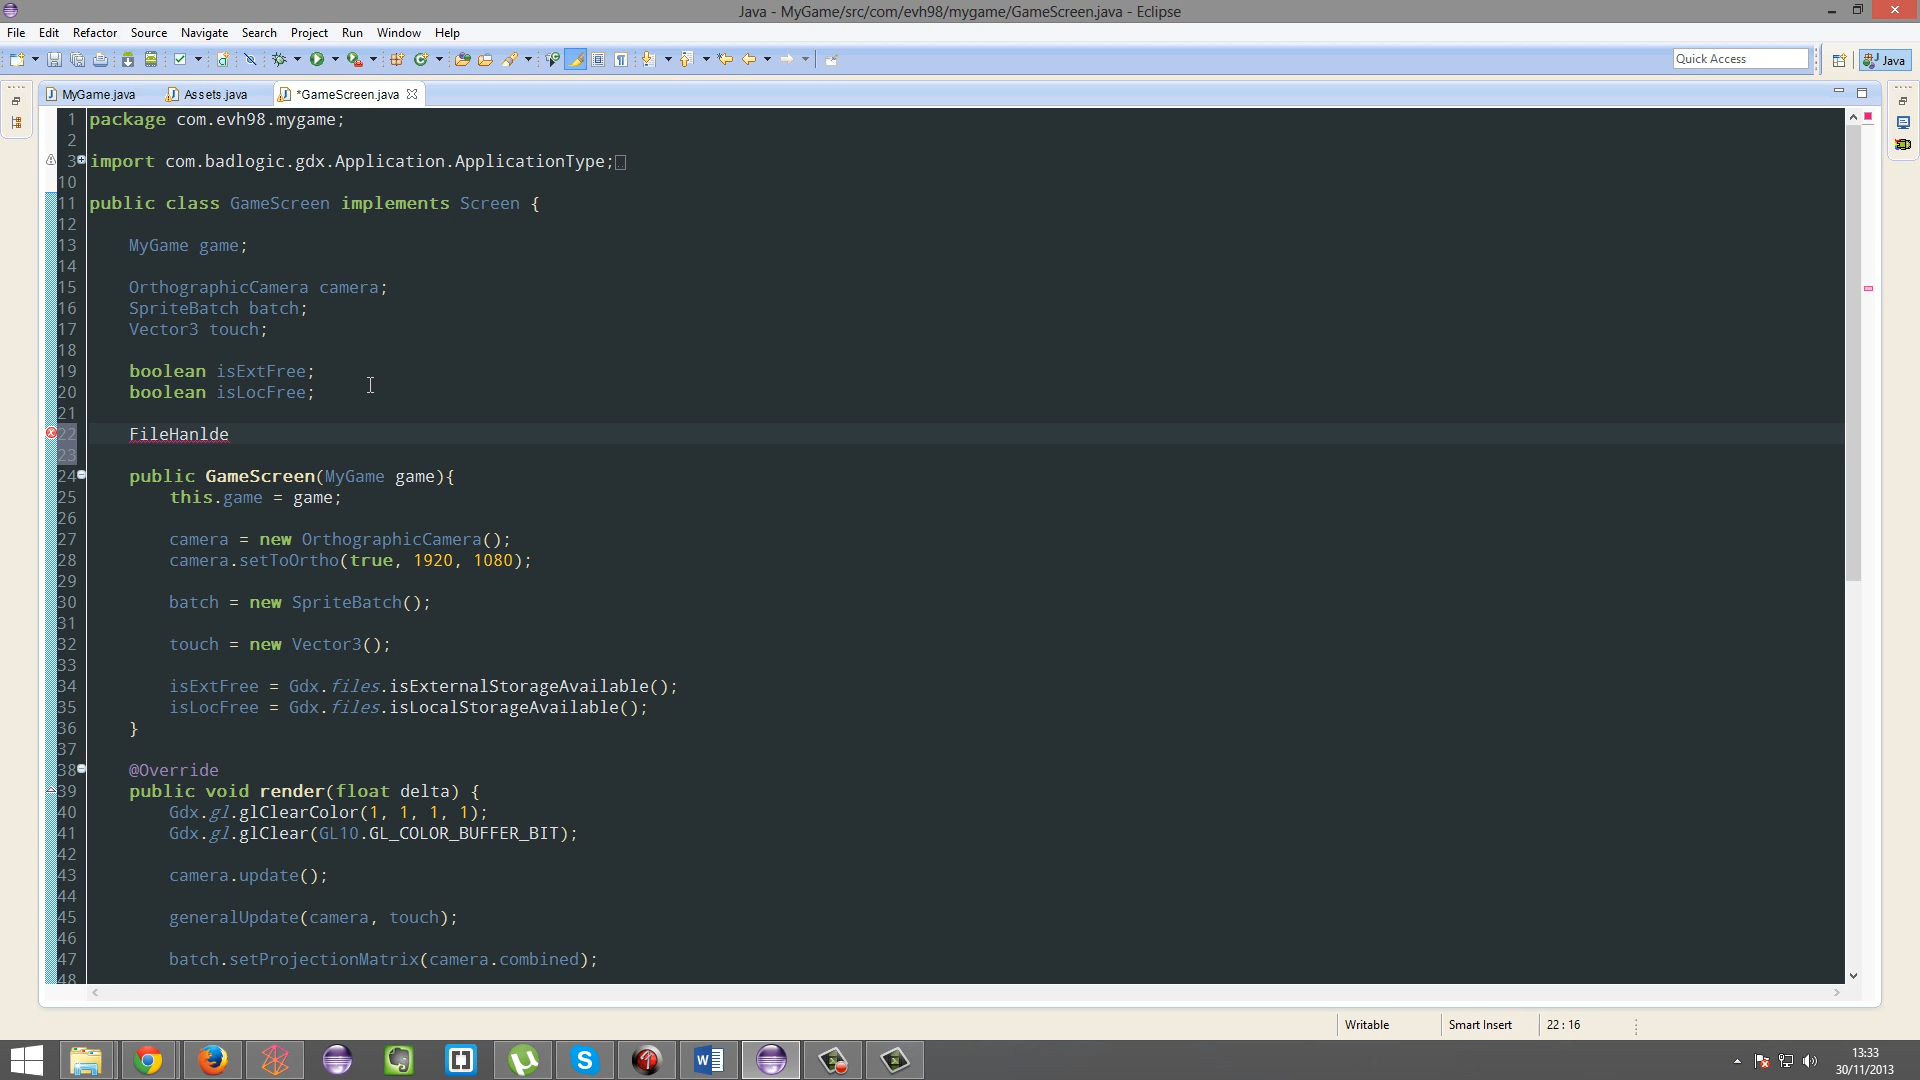 Java - MyGame/src/com/evh98/mygame/GameScreen.java - Eclipse
File Edit Refactor Source Navigate Search Project Run Window Help
Quick Access
Java
MyGame.java Assets.java *GameScreen.java
1 package com.evh98.mygame;
2
3 import com.badlogic.gdx.Application.ApplicationType;
10
11 public class GameScreen implements Screen {
12
13 MyGame game;
14
15 OrthographicCamera camera;
16 SpriteBatch batch;
17 Vector3 touch;
18
19 boolean isExtFree;
20 boolean isLocFree;
21
22 FileHanlde
23
24 public GameScreen(MyGame game){
25 this.game = game;
26
27 camera = new OrthographicCamera();
28 camera.setToOrtho(true, 1920, 1080);
29
30 batch = new SpriteBatch();
31
32 touch = new Vector3();
33
34 isExtFree = Gdx.files.isExternalStorageAvailable();
35 isLocFree = Gdx.files.isLocalStorageAvailable();
36 }
37
38 @Override
39 public void render(float delta) {
40 Gdx.gl.glClearColor(1, 1, 1, 1);
41 Gdx.gl.glClear(GL10.GL_COLOR_BUFFER_BIT);
42
43 camera.update();
44
45 generalUpdate(camera, touch);
46
47 batch.setProjectionMatrix(camera.combined);
48
Writable Smart Insert 22 : 16
13:33
30/11/2013